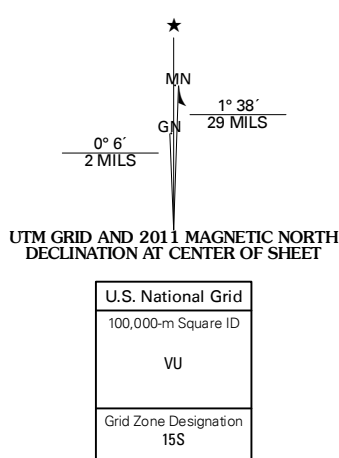 ★
MN
1° 38´
29 MILS
GN
0° 6´
2 MILS
UTM GRID AND 2011 MAGNETIC NORTH
DECLINATION AT CENTER OF SHEET
U.S. National Grid
100,000-m Square ID
VU
Grid Zone Designation
15S